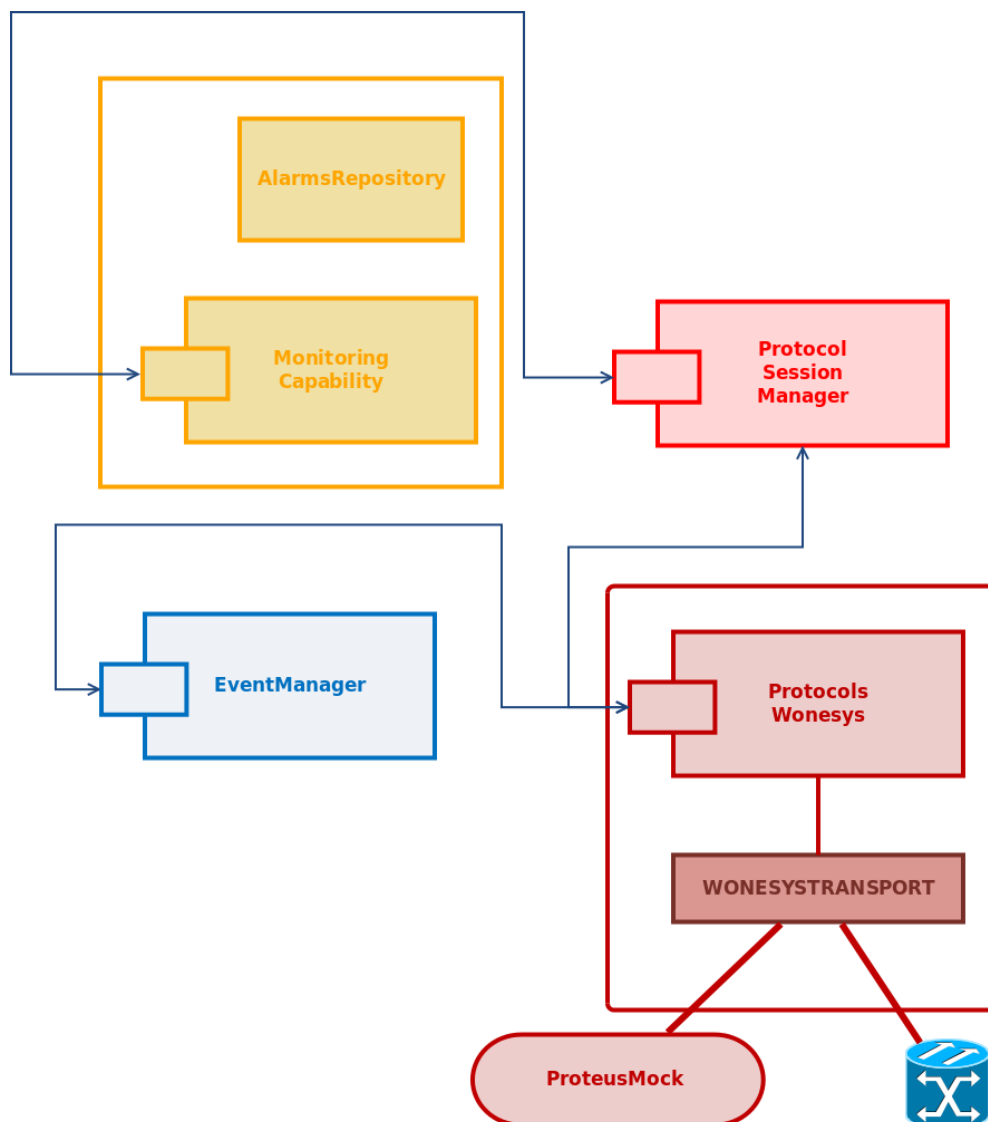 AlarmsRepository
Monitoring
Capability
Protocol
Session
Manager
EventManager
Protocols
Wonesys
WONESYSTRANSPORT
ProteusMock